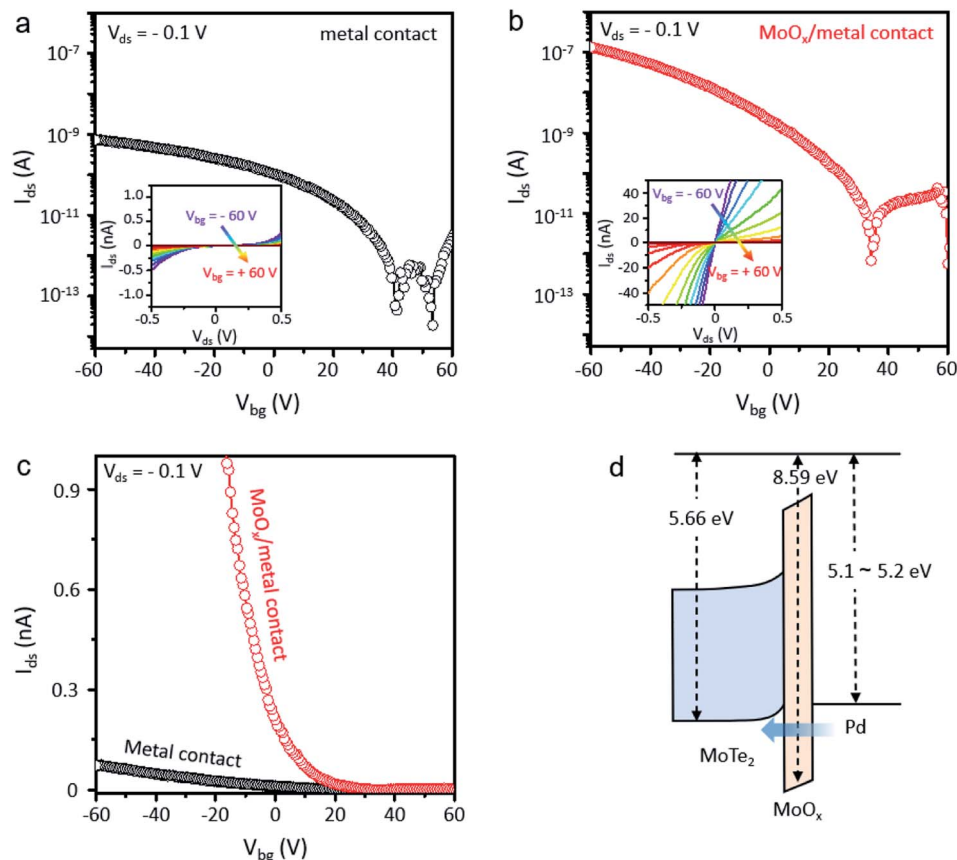 a
V_ds = - 0.1 V
metal contact
10^-7
10^-9
10^-11
10^-13
I_ds (A)
1.0
0.5
0
-0.5
-1.0
I_ds (nA)
V_bg = - 60 V
V_bg = + 60 V
-0.5 0 0.5
V_ds (V)
-60 -40 -20 0 20 40 60
V_bg (V)
b
V_ds = - 0.1 V
MoO_x/metal contact
10^-7
10^-9
10^-11
10^-13
I_ds (A)
40
20
0
-20
-40
I_ds (nA)
V_bg = - 60 V
V_bg = + 60 V
-0.5 0 0.5
V_ds (V)
-60 -40 -20 0 20 40 60
V_bg (V)
c
V_ds = - 0.1 V
0.9
0.6
0.3
0
I_ds (nA)
MoO_x/metal contact
Metal contact
-60 -40 -20 0 20 40 60
V_bg (V)
d
8.59 eV
5.66 eV
5.1 ~ 5.2 eV
Pd
MoTe_2
MoO_x